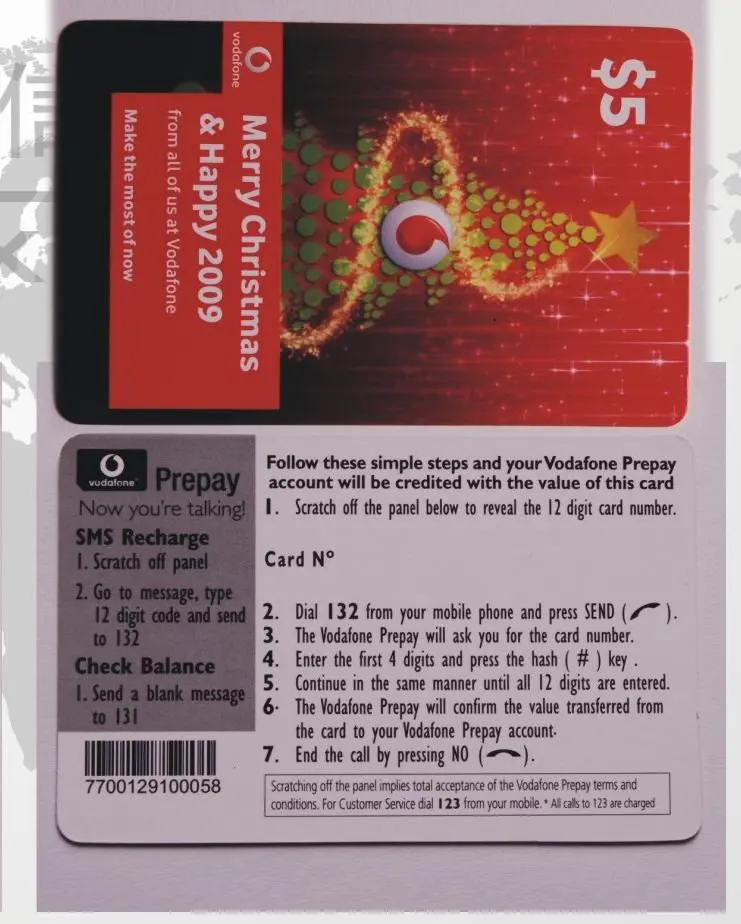 $5
vodafone
Merry Christmas
& Happy 2009
from all of us at Vodafone
Make the most of now
vodafone
Prepay
Now you're talking!
SMS Recharge
1. Scratch off panel
2. Go to message, type
12 digit code and send
to 132
Check Balance
1. Send a blank message
to 131
7700129100058
Follow these simple steps and your Vodafone Prepay
account will be credited with the value of this card
1. Scratch off the panel below to reveal the 12 digit card number.
Card Nº
2. Dial 132 from your mobile phone and press SEND ( ).
3. The Vodafone Prepay will ask you for the card number.
4. Enter the first 4 digits and press the hash ( # ) key .
5. Continue in the same manner until all 12 digits are entered.
6. The Vodafone Prepay will confirm the value transferred from
the card to your Vodafone Prepay account.
7. End the call by pressing NO ( ).
Scratching off the panel implies total acceptance of the Vodafone Prepay terms and
conditions. For Customer Service dial 123 from your mobile. * All calls to 123 are charged